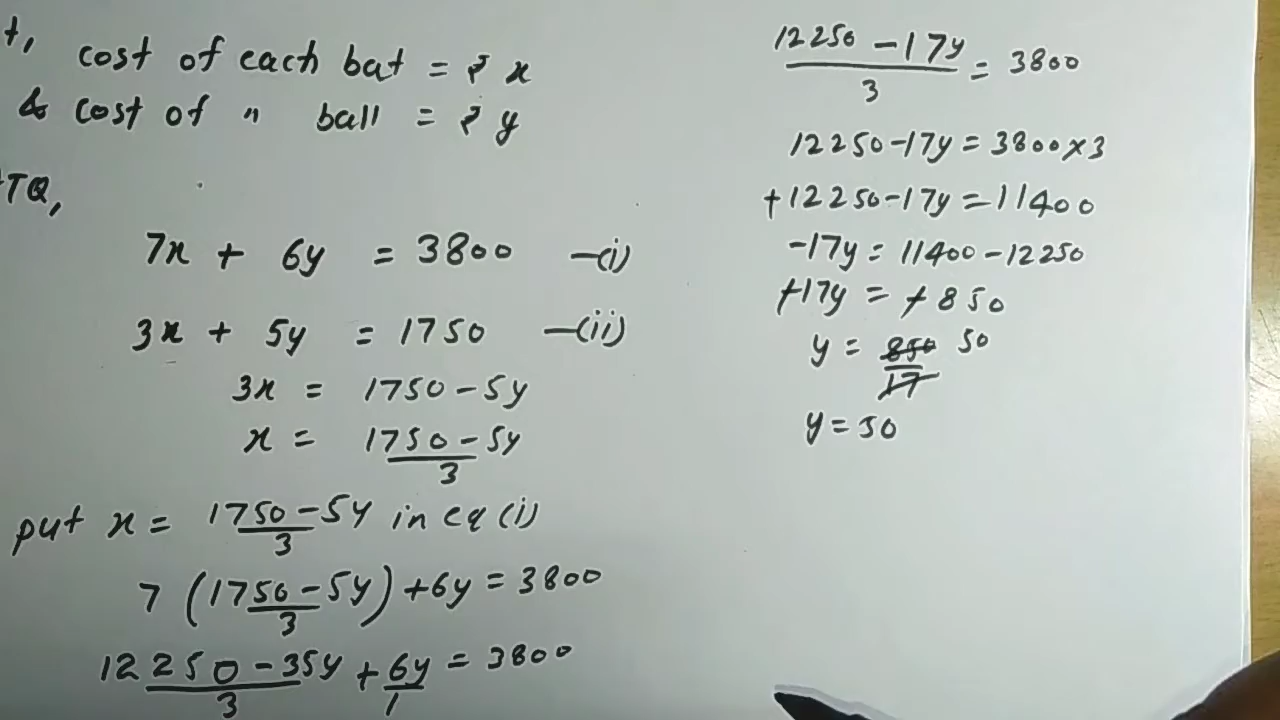 t,
cost of each bat = ₹ x
& cost of " ball = ₹ y
ATQ,
7x + 6y = 3800 —(i)
3x + 5y = 1750 —(ii)
3x = 1750 - 5y
x = 1750 - 5y
3
put x = 1750 - 5y in eq (i)
3
7 (1750 - 5y) + 6y = 3800
3
12250 - 35y + 6y = 3800
3 1
12250 - 17y = 3800
3
12250 - 17y = 3800 × 3
+12250 - 17y = 11400
-17y = 11400 - 12250
+17y = +850
y = 850 50
17
y = 50